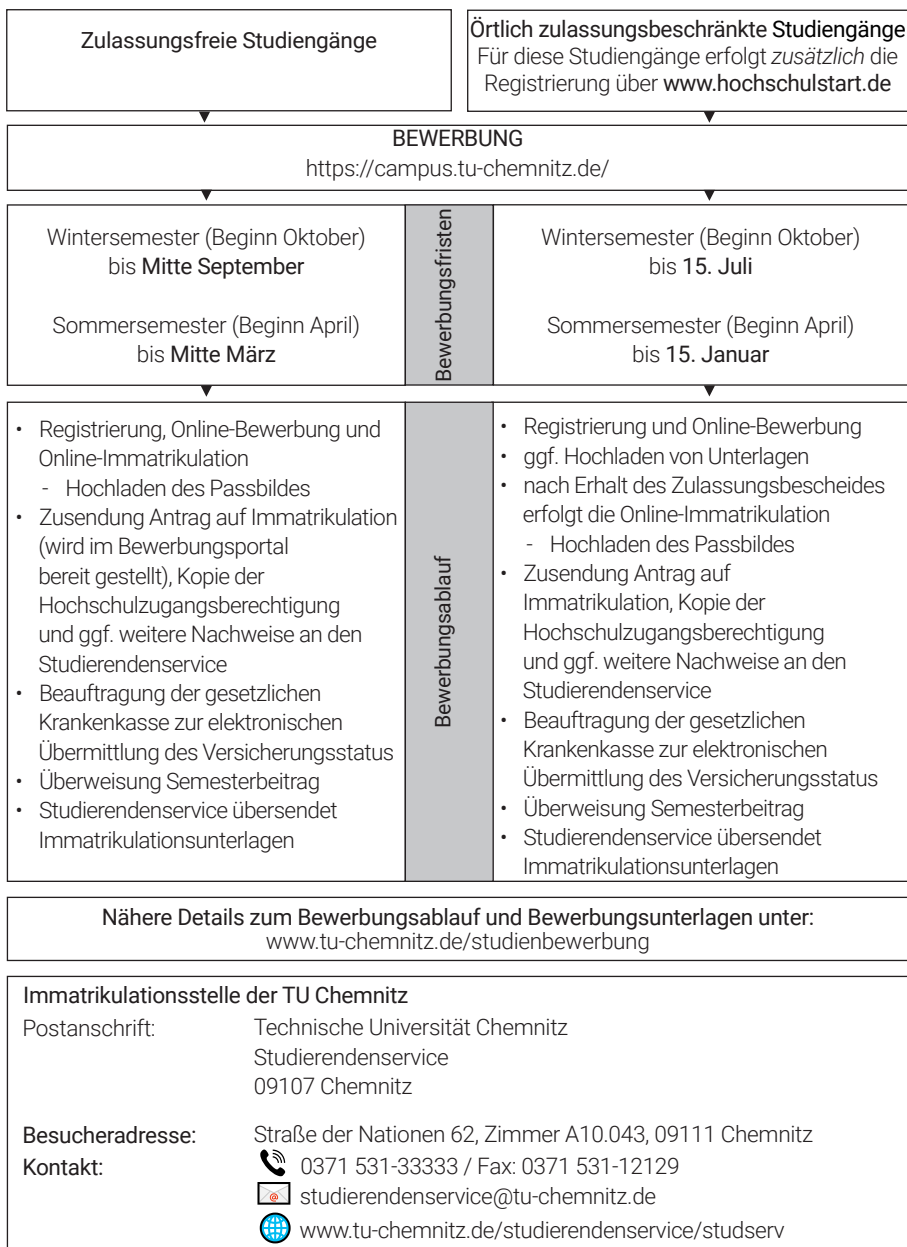 Zulassungsfreie Studiengänge
Örtlich zulassungsbeschränkte Studiengänge
Für diese Studiengänge erfolgt zusätzlich die
Registrierung über www.hochschulstart.de
BEWERBUNG
https://campus.tu-chemnitz.de/
Wintersemester (Beginn Oktober)
bis Mitte September
Sommersemester (Beginn April)
bis Mitte März
Bewerbungsfristen
Wintersemester (Beginn Oktober)
bis 15. Juli
Sommersemester (Beginn April)
bis 15. Januar
• Registrierung, Online-Bewerbung und
Online-Immatrikulation
- Hochladen des Passbildes
• Zusendung Antrag auf Immatrikulation
(wird im Bewerbungsportal
bereit gestellt), Kopie der
Hochschulzugangsberechtigung
und ggf. weitere Nachweise an den
Studierendenservice
• Beauftragung der gesetzlichen
Krankenkasse zur elektronischen
Übermittlung des Versicherungsstatus
• Überweisung Semesterbeitrag
• Studierendenservice übersendet
Immatrikulationsunterlagen
Bewerbungsablauf
• Registrierung und Online-Bewerbung
• ggf. Hochladen von Unterlagen
• nach Erhalt des Zulassungsbescheides
erfolgt die Online-Immatrikulation
- Hochladen des Passbildes
• Zusendung Antrag auf
Immatrikulation, Kopie der
Hochschulzugangsberechtigung
und ggf. weitere Nachweise an den
Studierendenservice
• Beauftragung der gesetzlichen
Krankenkasse zur elektronischen
Übermittlung des Versicherungsstatus
• Überweisung Semesterbeitrag
• Studierendenservice übersendet
Immatrikulationsunterlagen
Nähere Details zum Bewerbungsablauf und Bewerbungsunterlagen unter:
www.tu-chemnitz.de/studienbewerbung
Immatrikulationsstelle der TU Chemnitz
Postanschrift: Technische Universität Chemnitz
Studierendenservice
09107 Chemnitz
Besucheradresse: Straße der Nationen 62, Zimmer A10.043, 09111 Chemnitz
Kontakt: 0371 531-33333 / Fax: 0371 531-12129
studierendenservice@tu-chemnitz.de
www.tu-chemnitz.de/studierendenservice/studserv